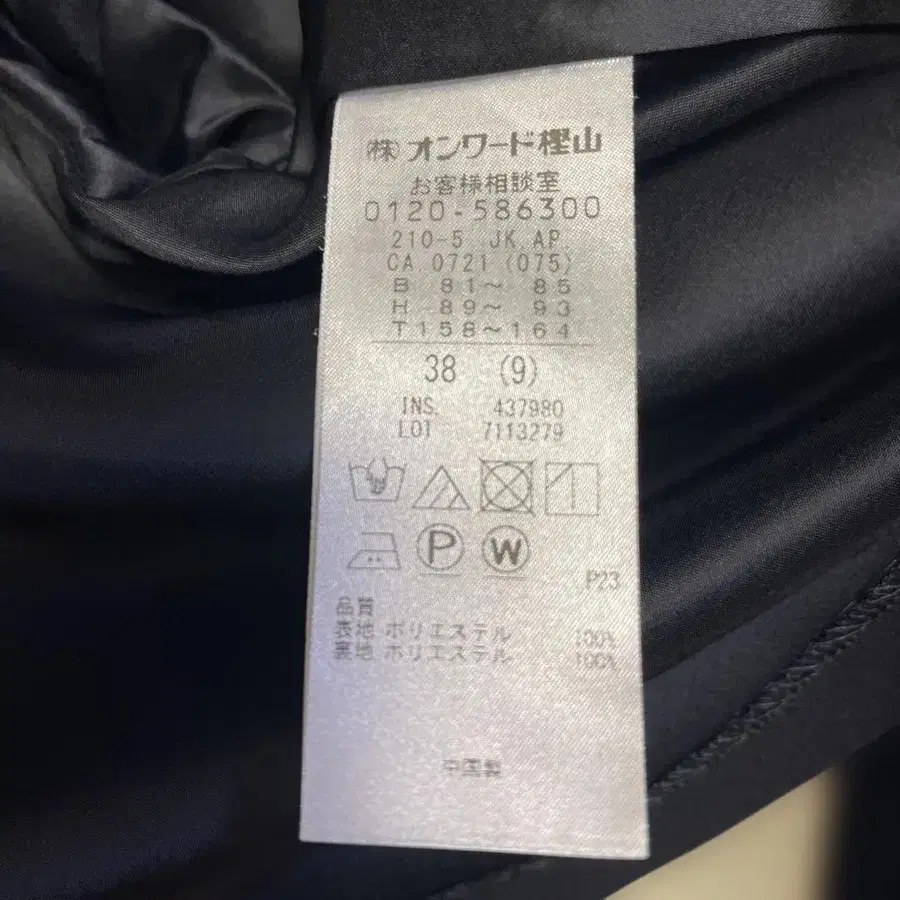 (株)オンワード樫山
お客様相談室
0120-586300
210-5 JK.AP.
CA.0721 (075)
B 81～ 85
H 89～ 93
T158～164
38 (9)
INS. 437980
LOT 7113279
P
W
P23
品質
表地 ポリエステル 100%
裏地 ポリエステル 100%
中国製